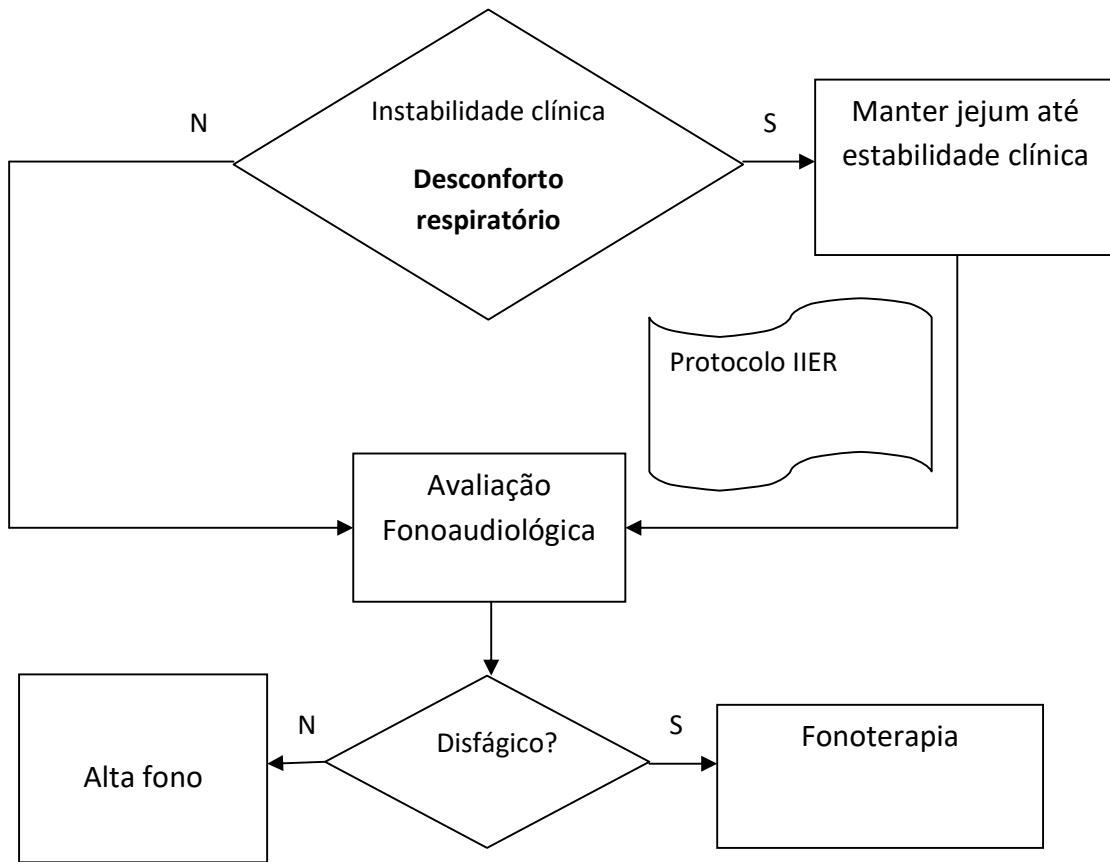 N
Instabilidade clínica
Desconforto
respiratório
S
Manter jejum até
estabilidade clínica
Protocolo IIER
Avaliação
Fonoaudiológica
Alta fono
N
Disfágico?
S
Fonoterapia